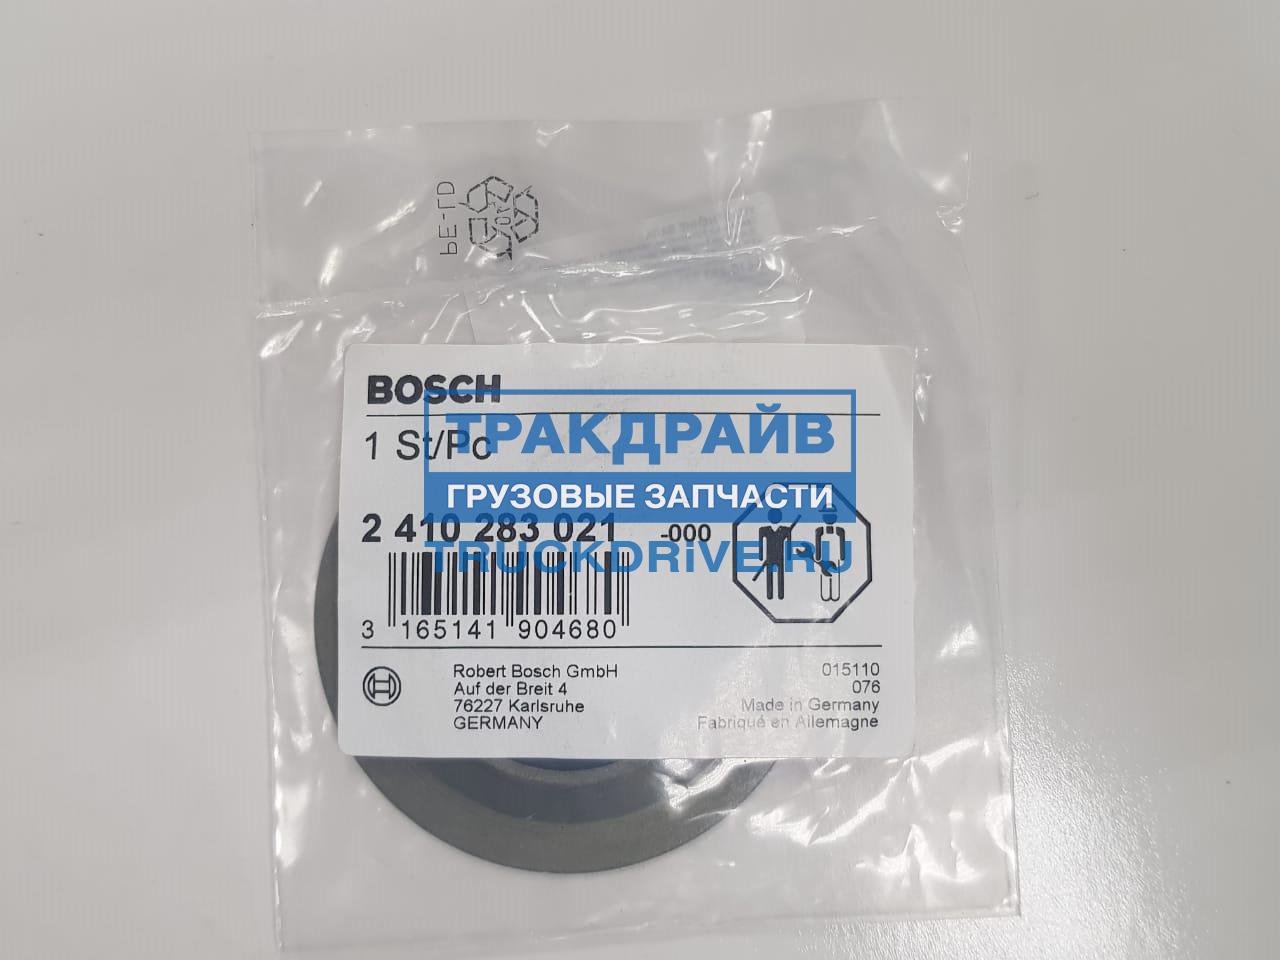 PE-LD
BOSCH
1 St/Pc
ТРАКДРАЙВ
ГРУЗОВЫЕ ЗАПЧАСТИ
TRUCKDRiVE.RU
2 410 283 021 -000
3 165141 904680
Robert Bosch GmbH
Auf der Breit 4
76227 Karlsruhe
GERMANY
015110
076
Made in Germany
Fabriqué en Allemagne